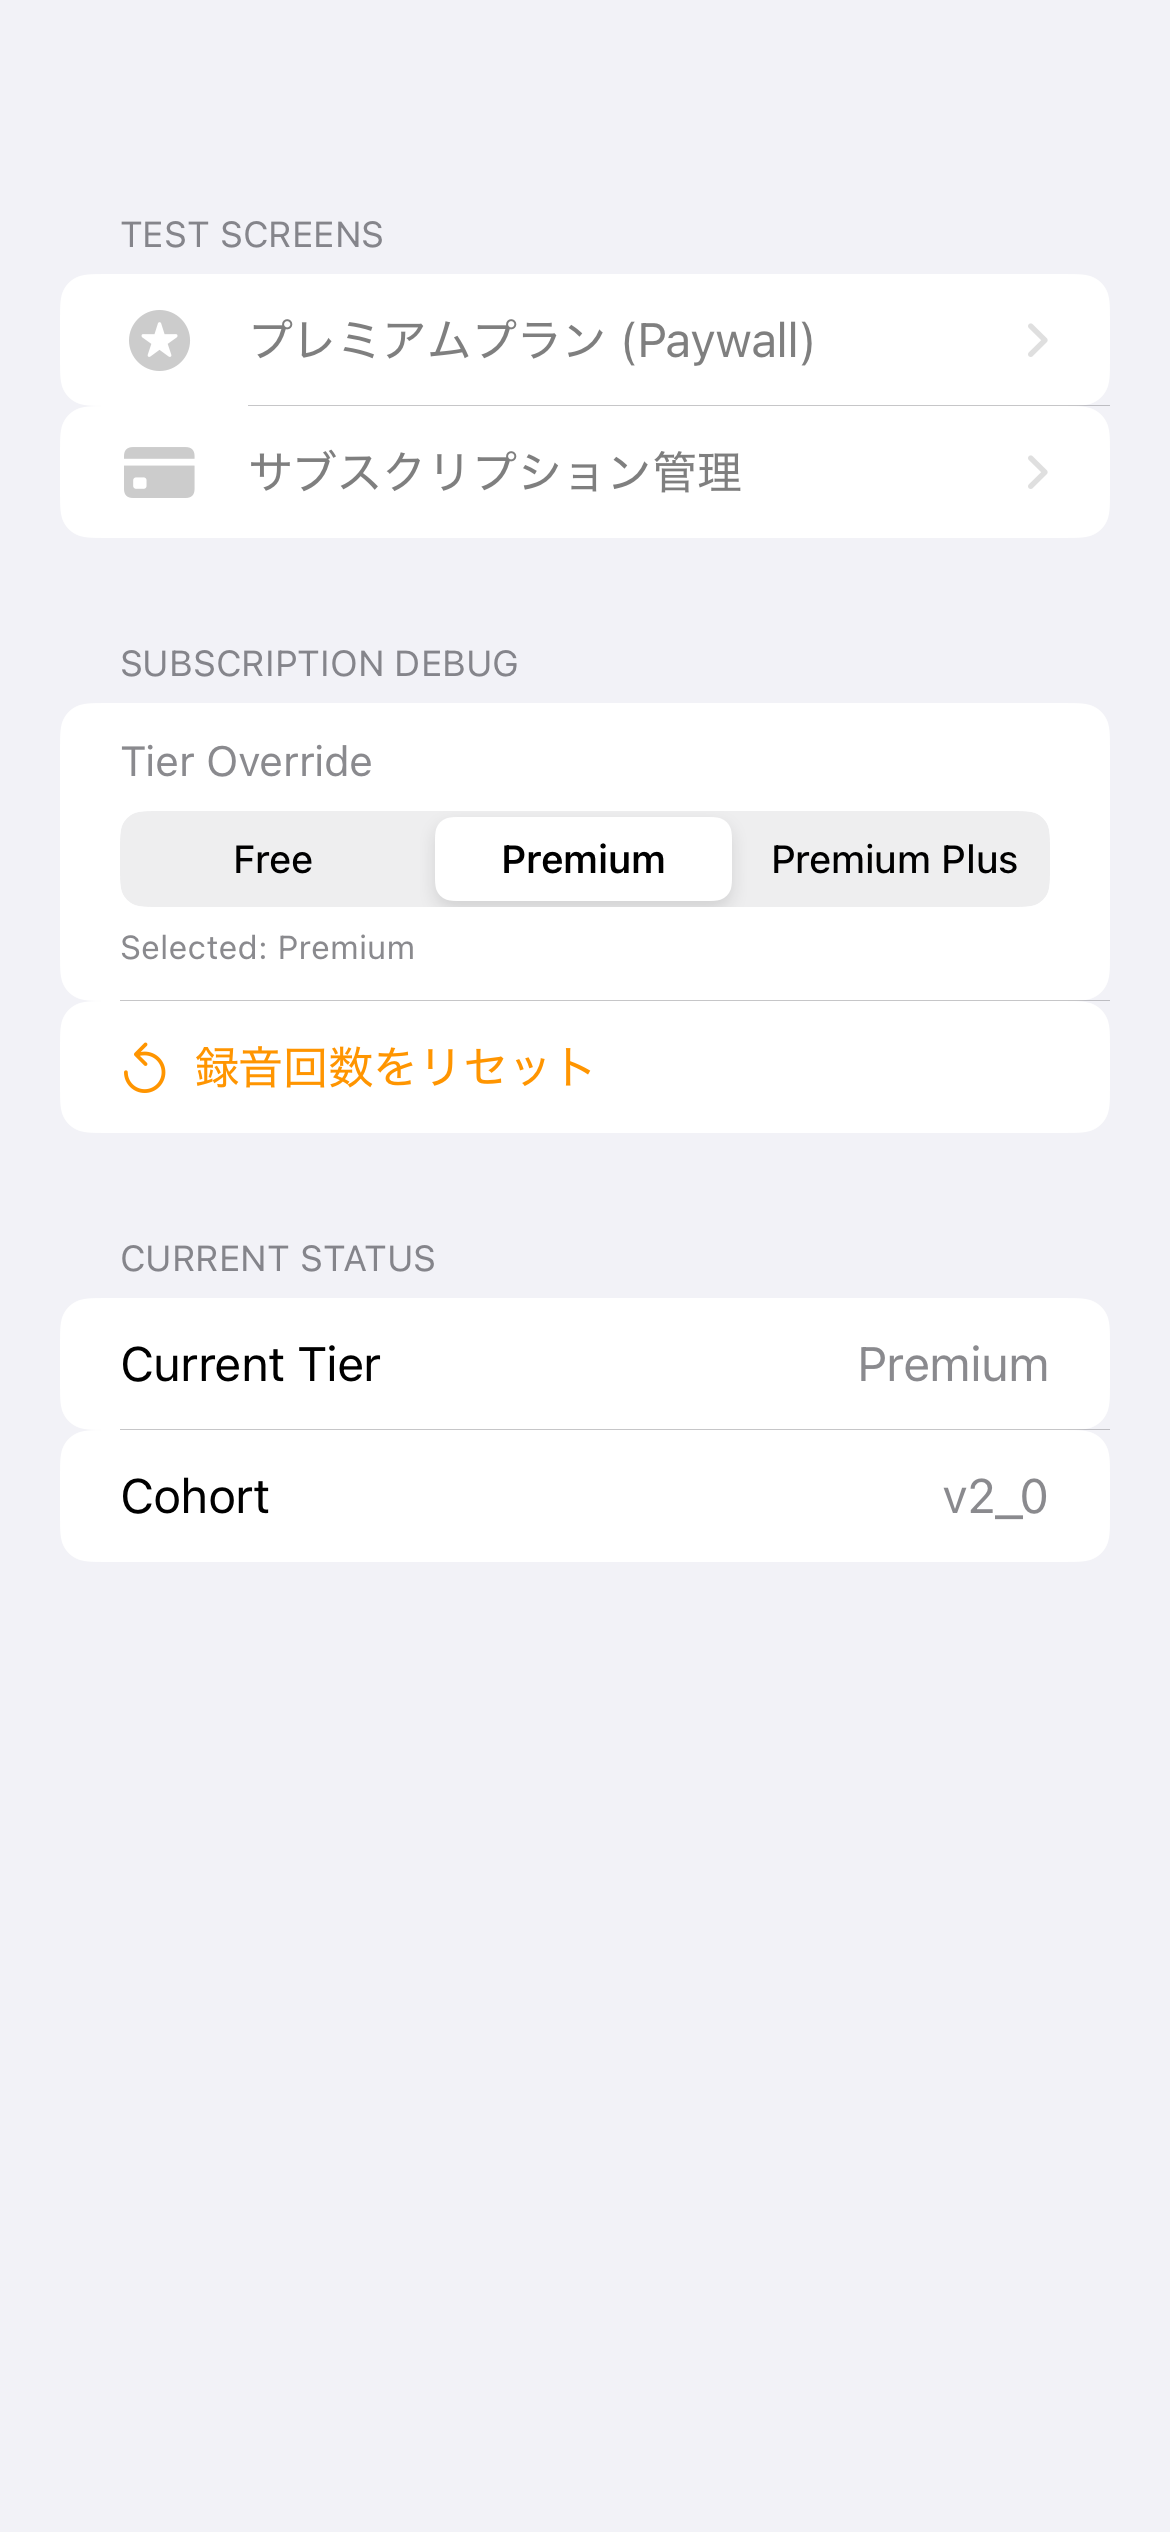 TEST SCREENS
プレミアムプラン (Paywall)
サブスクリプション管理
SUBSCRIPTION DEBUG
Tier Override
Free Premium Premium Plus
Selected: Premium
録音回数をリセット
CURRENT STATUS
Current Tier Premium
Cohort v2_0